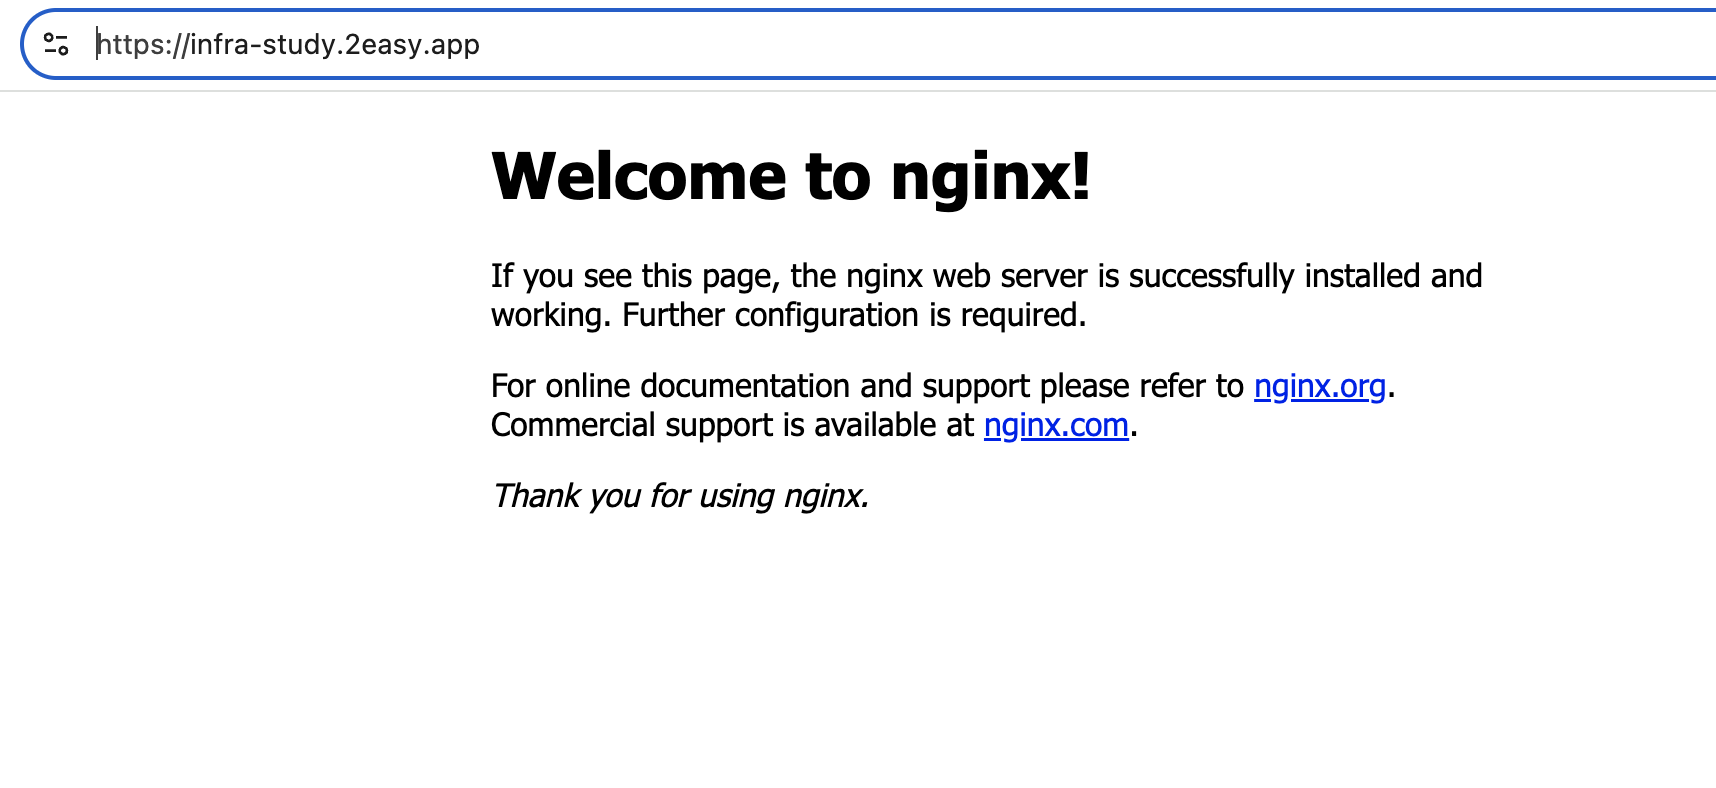 https://infra-study.2easy.app
Welcome to nginx!
If you see this page, the nginx web server is successfully installed and
working. Further configuration is required.
For online documentation and support please refer to nginx.org.
Commercial support is available at nginx.com.
Thank you for using nginx.